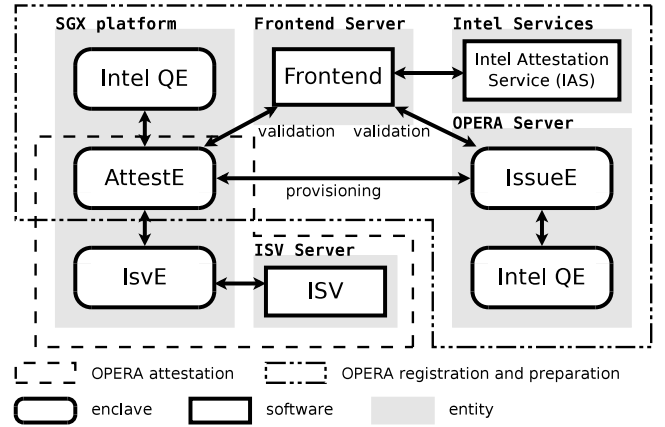 SGX platform
Frontend Server
Intel Services
Intel QE
Frontend
Intel Attestation
Service (IAS)
validation
validation
OPERA Server
AttestE
provisioning
IssueE
ISV Server
IsvE
ISV
Intel QE
OPERA attestation
OPERA registration and preparation
enclave
software
entity